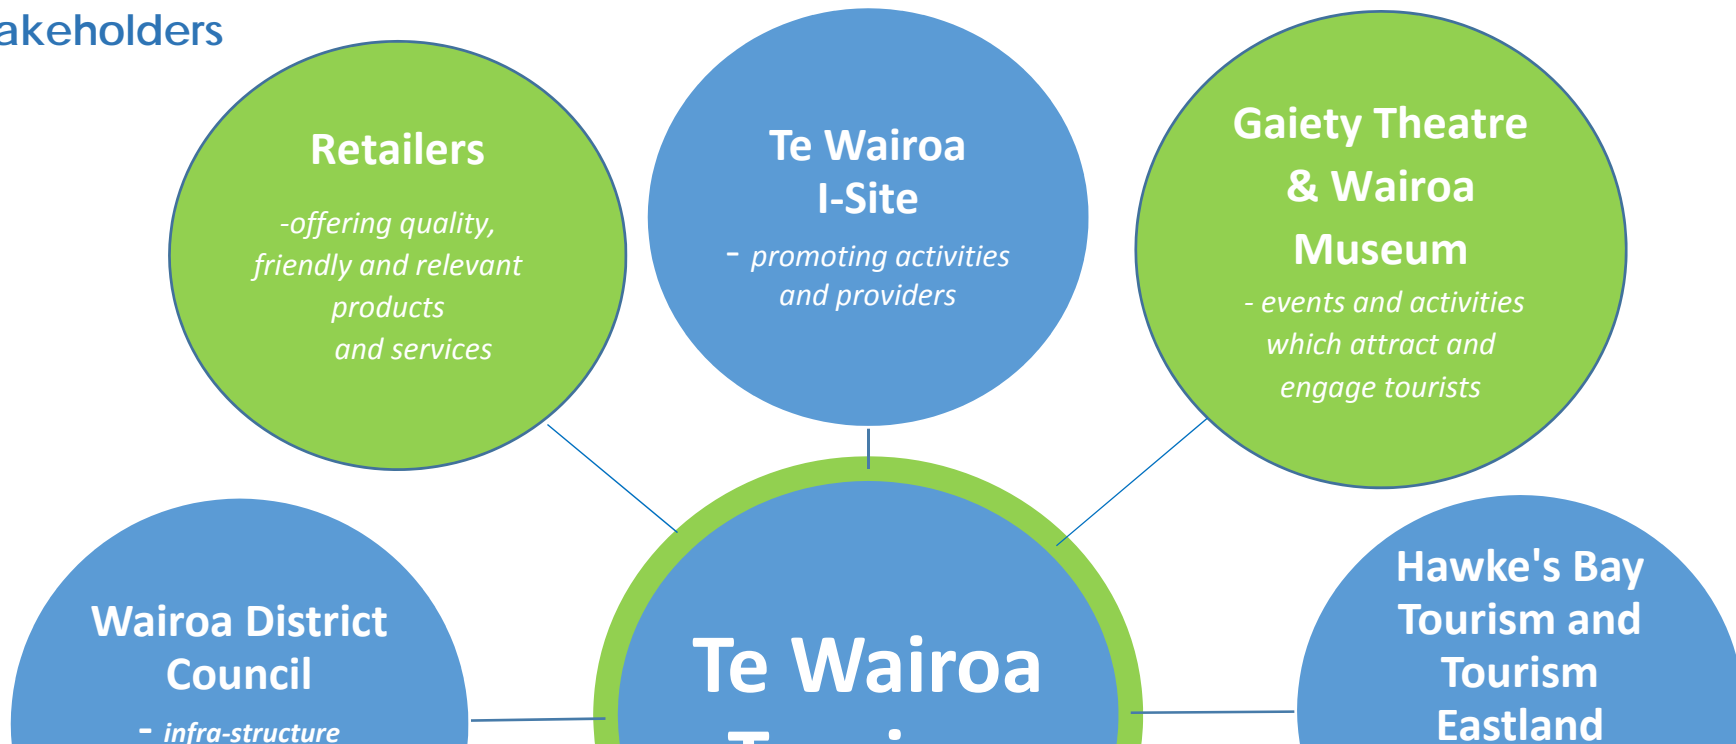 akeholders
Retailers
-offering quality,
friendly and relevant
products
and services
Te Wairoa
I-Site
- promoting activities
and providers
Gaiety Theatre
& Wairoa
Museum
- events and activities
which attract and
engage tourists
Wairoa District
Council
- infra-structure
Te Wairoa
Hawke's Bay
Tourism and
Tourism
Eastland